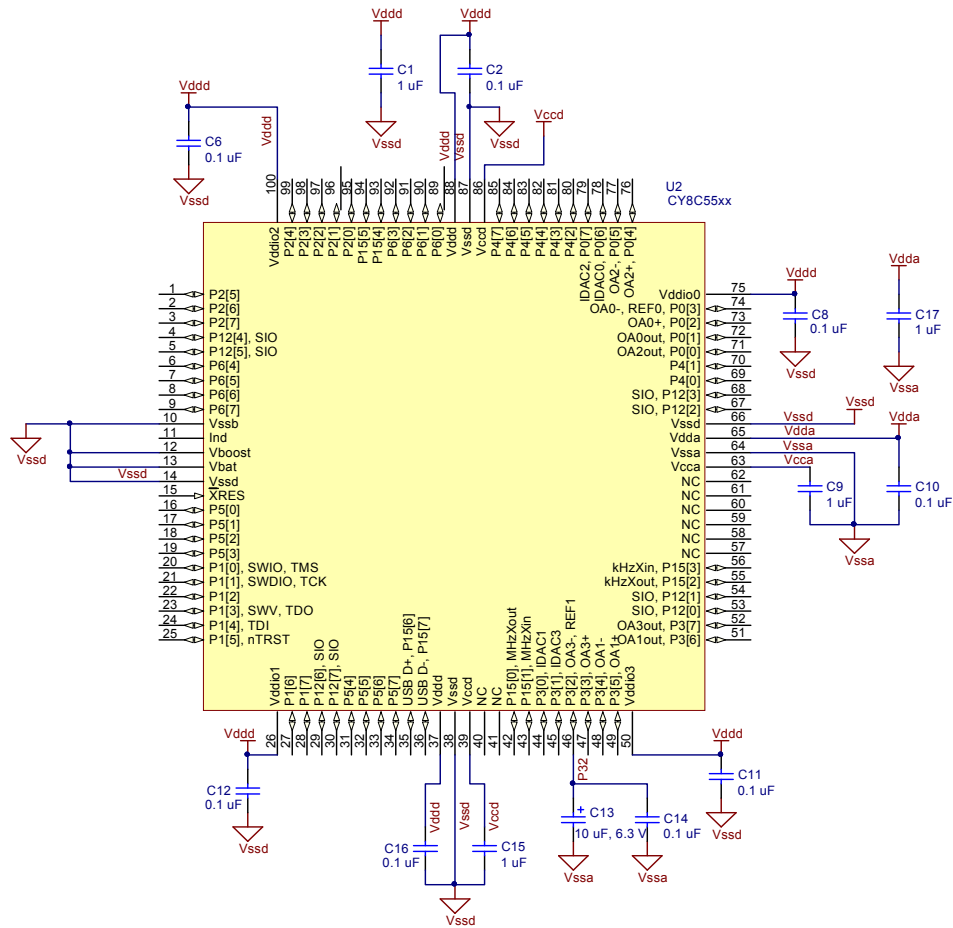 Vddd
Vddd
C1
1 uF
Vssd
C2
0.1 uF
Vssd
Vccd
Vddd
Vddd
C6
0.1 uF
Vssd
Vddd
Vssd
U2
CY8C55xx
100
99
98
97
96
95
94
93
92
91
90
89
88
87
86
85
84
83
82
81
80
79
78
77
76
Vddio2
P2[4]
P2[3]
P2[2]
P2[1]
P2[0]
P15[5]
P15[4]
P6[3]
P6[2]
P6[1]
P6[0]
Vddd
Vssd
Vccd
P4[7]
P4[6]
P4[5]
P4[4]
P4[3]
P4[2]
IDAC2, P0[7]
IDAC0, P0[6]
OA2-, P0[5]
OA2+, P0[4]
1 P2[5]
2 P2[6]
3 P2[7]
4 P12[4], SIO
5 P12[5], SIO
6 P6[4]
7 P6[5]
8 P6[6]
9 P6[7]
10 Vssb
11 Ind
12 Vboost
13 Vbat
14 Vssd
15 XRES
16 P5[0]
17 P5[1]
18 P5[2]
19 P5[3]
20 P1[0], SWIO, TMS
21 P1[1], SWDIO, TCK
22 P1[2]
23 P1[3], SWV, TDO
24 P1[4], TDI
25 P1[5], nTRST
Vssd
Vssd
Vddio0 75
OA0-, REF0, P0[3] 74
OA0+, P0[2] 73
OA0out, P0[1] 72
OA2out, P0[0] 71
P4[1] 70
P4[0] 69
SIO, P12[3] 68
SIO, P12[2] 67
Vssd 66
Vdda 65
Vssa 64
Vcca 63
NC 62
NC 61
NC 60
NC 59
NC 58
NC 57
kHzXin, P15[3] 56
kHzXout, P15[2] 55
SIO, P12[1] 54
SIO, P12[0] 53
OA3out, P3[7] 52
OA1out, P3[6] 51
Vddd
C8
0.1 uF
Vssd
Vdda
C17
1 uF
Vssa
Vssd
Vssd
Vdda
Vdda
Vssa
Vcca
C9
1 uF
C10
0.1 uF
Vssa
Vddio1
P1[6]
P1[7]
P12[6], SIO
P12[7], SIO
P5[4]
P5[5]
P5[6]
P5[7]
USB D+, P15[6]
USB D-, P15[7]
Vddd
Vssd
Vccd
NC
NC
P15[0], MHzXout
P15[1], MHzXin
P3[0], IDAC1
P3[1], IDAC3
P3[2], OA3-, REF1
P3[3], OA3+
P3[4], OA1-
P3[5], OA1+
Vddio3
26
27
28
29
30
31
32
33
34
35
36
37
38
39
40
41
42
43
44
45
46
47
48
49
50
Vddd
C12
0.1 uF
Vssd
Vddd
Vssd
Vccd
C16
0.1 uF
C15
1 uF
Vssd
P32
+
C13
10 uF, 6.3 V
Vssa
C14
0.1 uF
Vssa
Vddd
C11
0.1 uF
Vssd